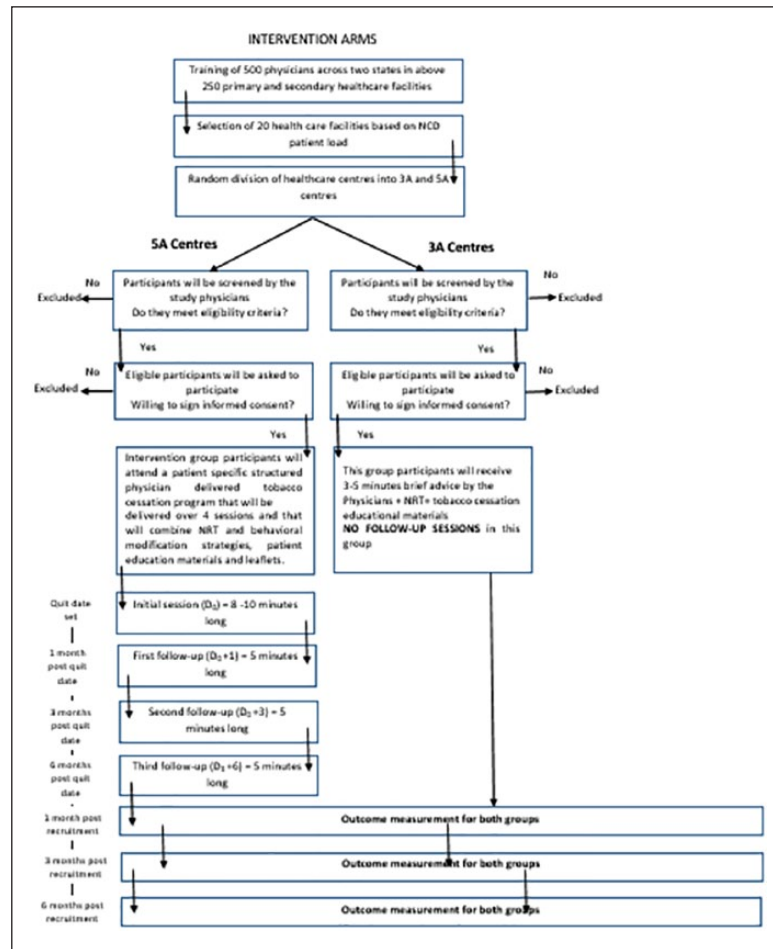 INTERVENTION ARMS
Training of 500 physicians across two states in above
250 primary and secondary healthcare facilities
Selection of 20 health care facilities based on NCD
patient load
Random division of healthcare centres into 3A and 5A
centres
5A Centres
3A Centres
No
Excluded
Participants will be screened by the
study physicians
Do they meet eligibility criteria?
Participants will be screened by the
study physicians
Do they meet eligibility criteria?
No
Excluded
Yes
Yes
No
Excluded
Eligible participants will be asked to
participate
Willing to sign informed consent?
Eligible participants will be asked to
participate
Willing to sign informed consent?
No
Excluded
Yes
Yes
Intervention group participants will
attend a patient specific structured
physician delivered tobacco
cessation program that will be
delivered over 4 sessions and that
will combine NRT and behavioral
modification strategies, patient
education materials and leaflets.
This group participants will receive
3-5 minutes brief advice by the
Physicians + NRT+ tobacco cessation
educational materials
NO FOLLOW-UP SESSIONS in this
group
Quit date
set
Initial session = 8 -10 minutes
long
1 month
post quit
date
First follow-up = 5 minutes
long
3 months
post quit
date
Second follow-up = 5
minutes long
6 months
post quit
date
Third follow-up = 5 minutes
long
1 month post
recruitment
Outcome measurement for both groups
3 months post
recruitment
Outcome measurement for both groups
6 months post
recruitment
Outcome measurement for both groups